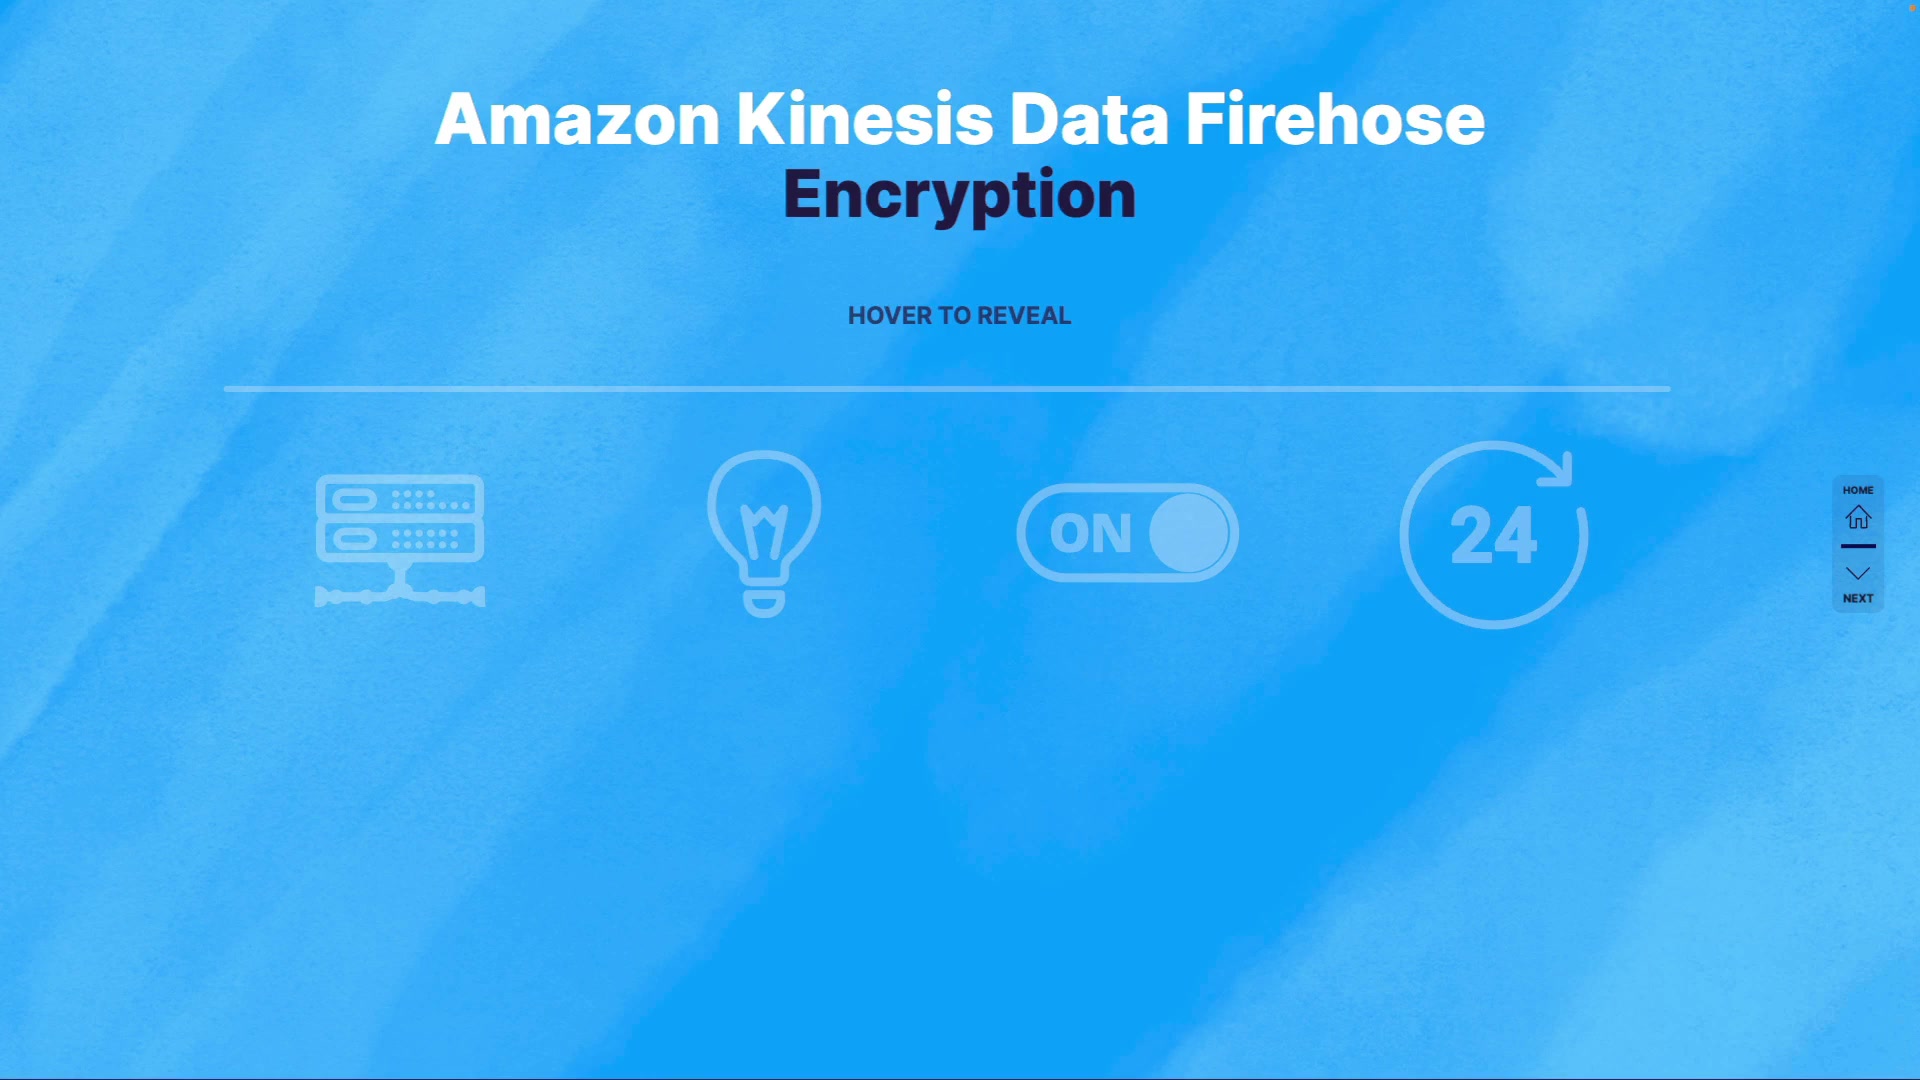 Amazon Kinesis Data Firehose
Encryption
HOVER TO REVEAL
ON
24
HOME
NEXT